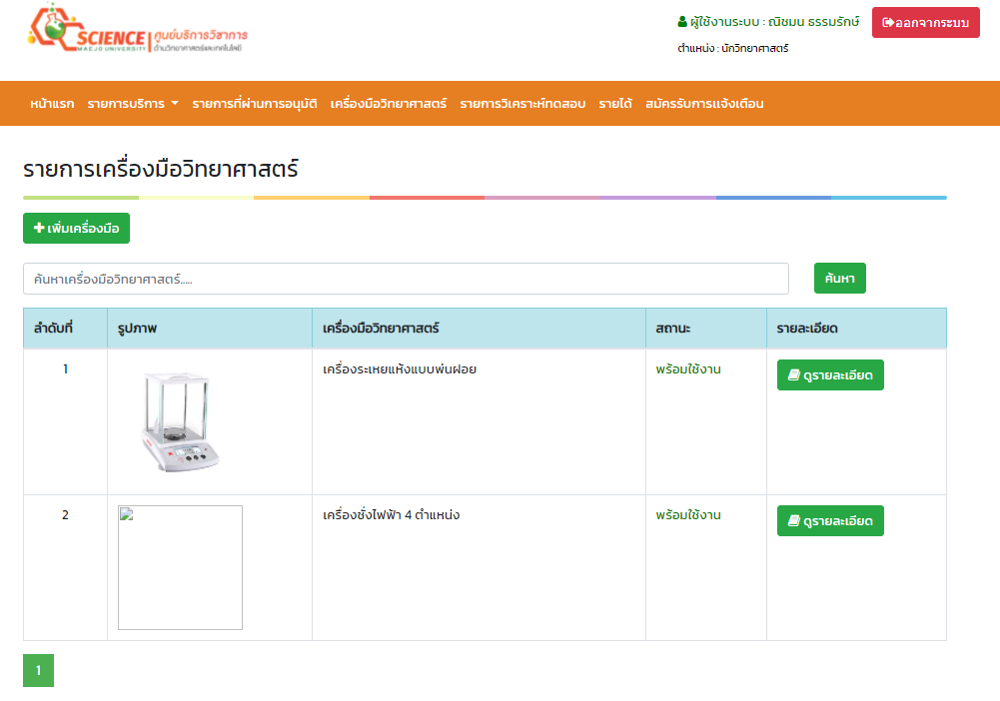 SCIENCE
MAEJO UNIVERSITY
ศูนย์บริการวิชาการ
ด้านวิทยาศาสตร์และเทคโนโลยี
ผู้ใช้งานระบบ : ณิชมน ธรรมรักษ์
ออกจากระบบ
ตำแหน่ง : นักวิทยาศาสตร์
หน้าแรก รายการบริการ รายการที่ผ่านการอนุมัติ เครื่องมือวิทยาศาสตร์ รายการวิเคราะห์ทดสอบ รายได้ สมัครรับการแจ้งเตือน
รายการเครื่องมือวิทยาศาสตร์
เพิ่มเครื่องมือ
ค้นหาเครื่องมือวิทยาศาสตร์..... ค้นหา
ลำดับที่ รูปภาพ เครื่องมือวิทยาศาสตร์ สถานะ รายละเอียด
1 เครื่องระเหยแห้งแบบพ่นฝอย พร้อมใช้งาน ดูรายละเอียด
2 เครื่องชั่งไฟฟ้า 4 ตำแหน่ง พร้อมใช้งาน ดูรายละเอียด
1